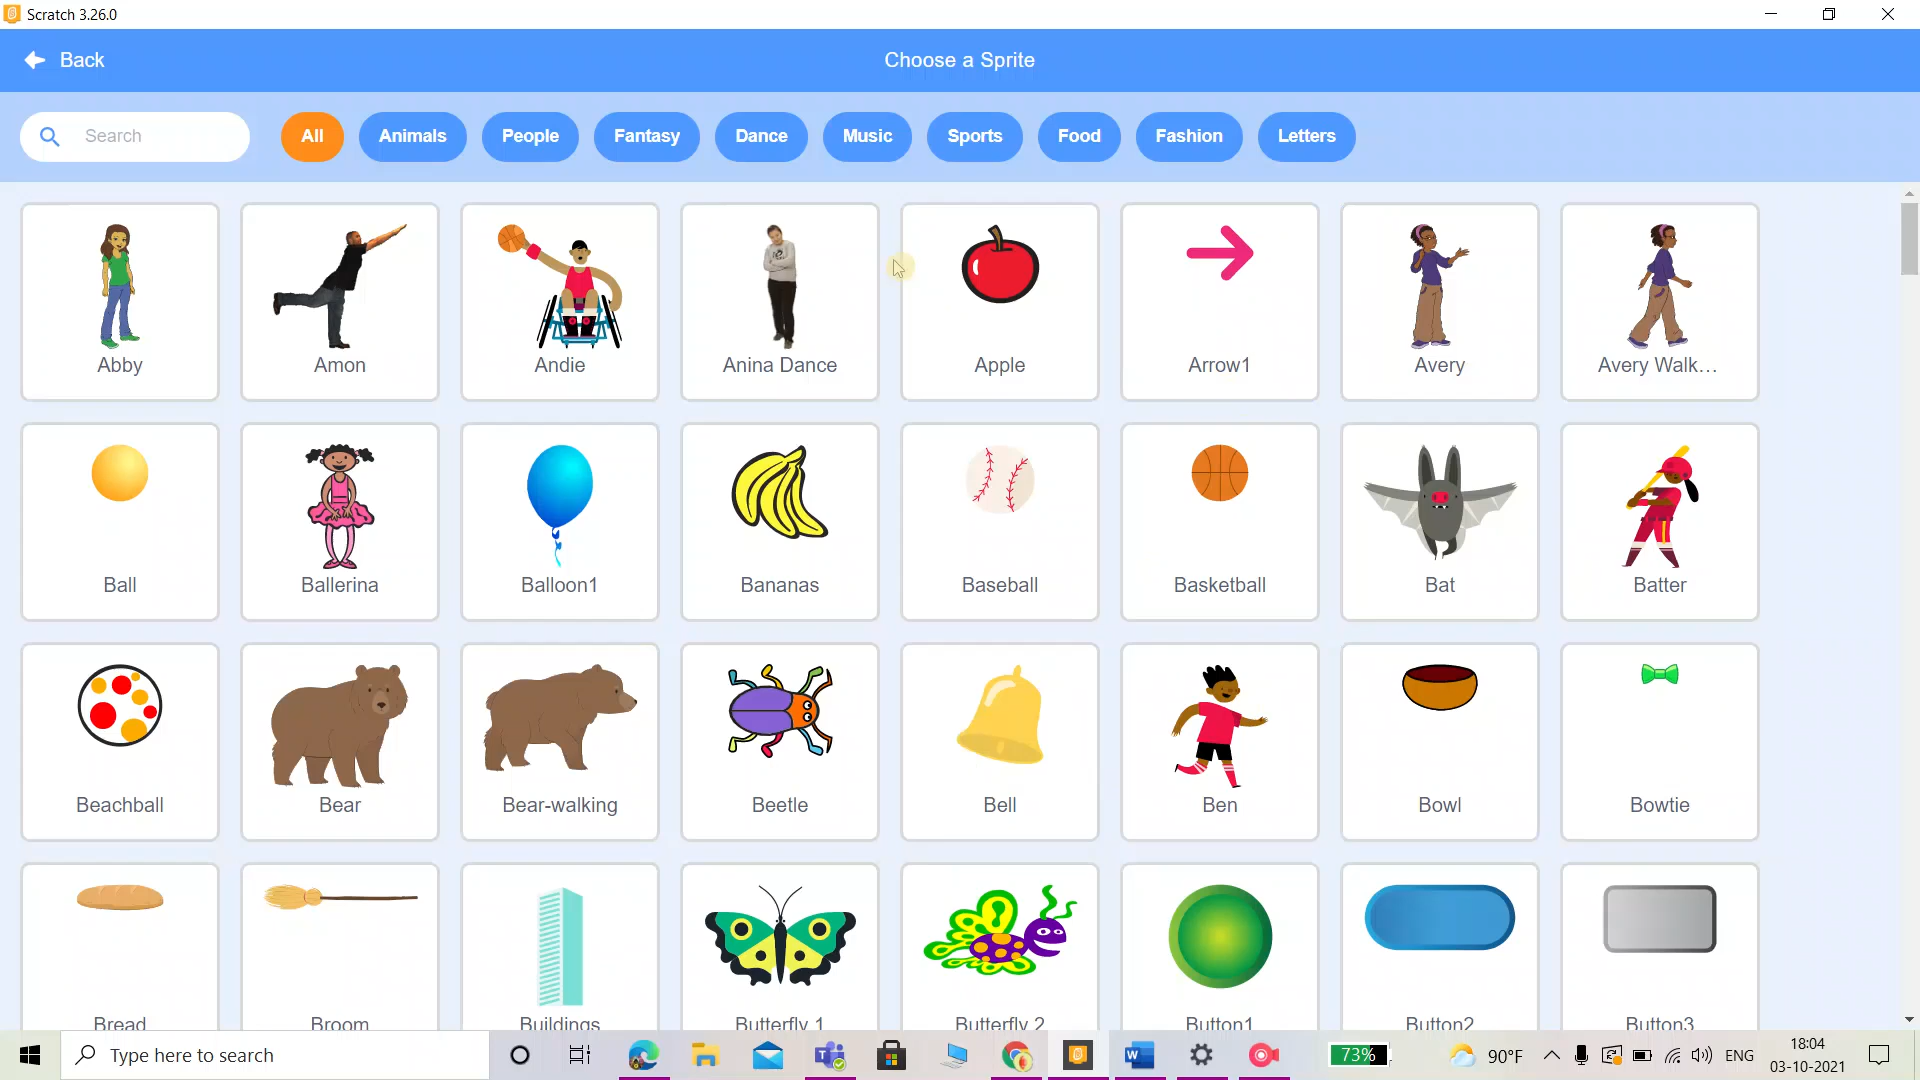 Scratch 3.26.0
Back
Choose a Sprite
Search
All
Animals
People
Fantasy
Dance
Music
Sports
Food
Fashion
Letters
Abby
Amon
Andie
Anina Dance
Apple
Arrow1
Avery
Avery Walk...
Ball
Ballerina
Balloon1
Bananas
Baseball
Basketball
Bat
Batter
Beachball
Bear
Bear-walking
Beetle
Bell
Ben
Bowl
Bowtie
Bread
Broom
Buildings
Butterfly 1
Butterfly 2
Button1
Button2
Button3
Type here to search
73%
90°F
ENG
18:04
03-10-2021